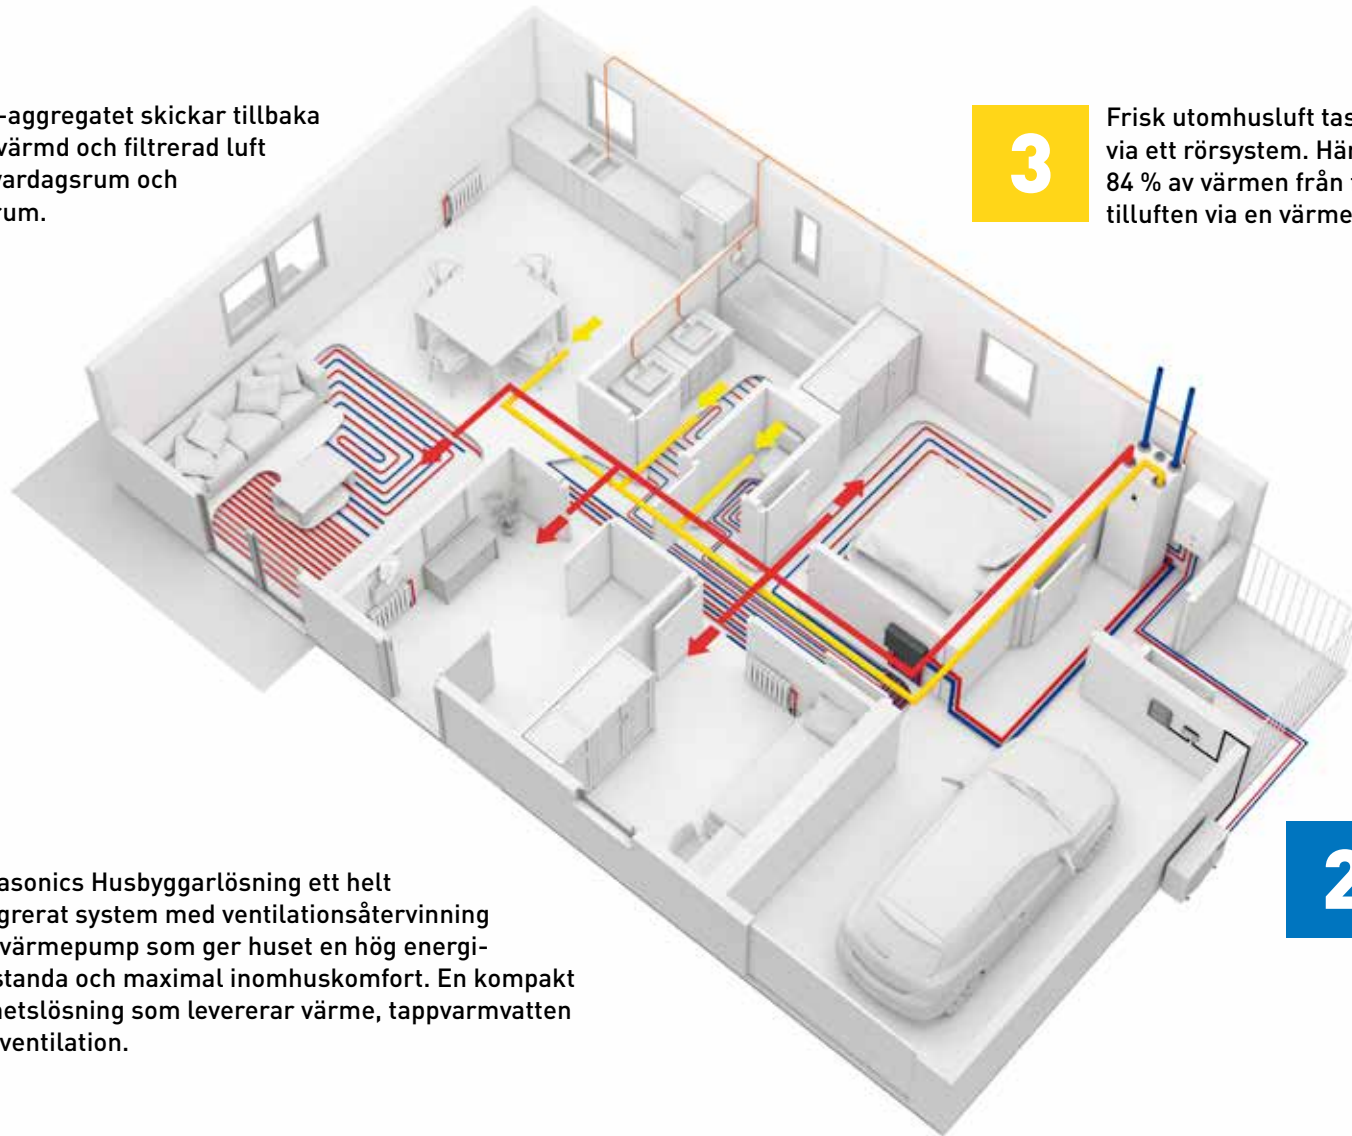 -aggregatet skickar tillbaka
värmd och filtrerad luft
vardagsrum och
rum.
3
Frisk utomhusluft tas
via ett rörsystem. Här
84 % av värmen från
tilluften via en värme
2
asonics Husbyggarlösning ett helt
grerat system med ventilationsåtervinning
värmepump som ger huset en hög energi-
standa och maximal inomhuskomfort. En kompakt
hetslösning som levererar värme, tappvarmvatten
ventilation.